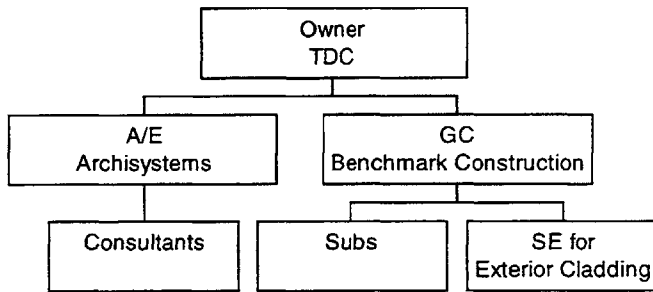 Owner
TDC
A/E
Archisystems
GC
Benchmark Construction
Consultants
Subs
SE for
Exterior Cladding